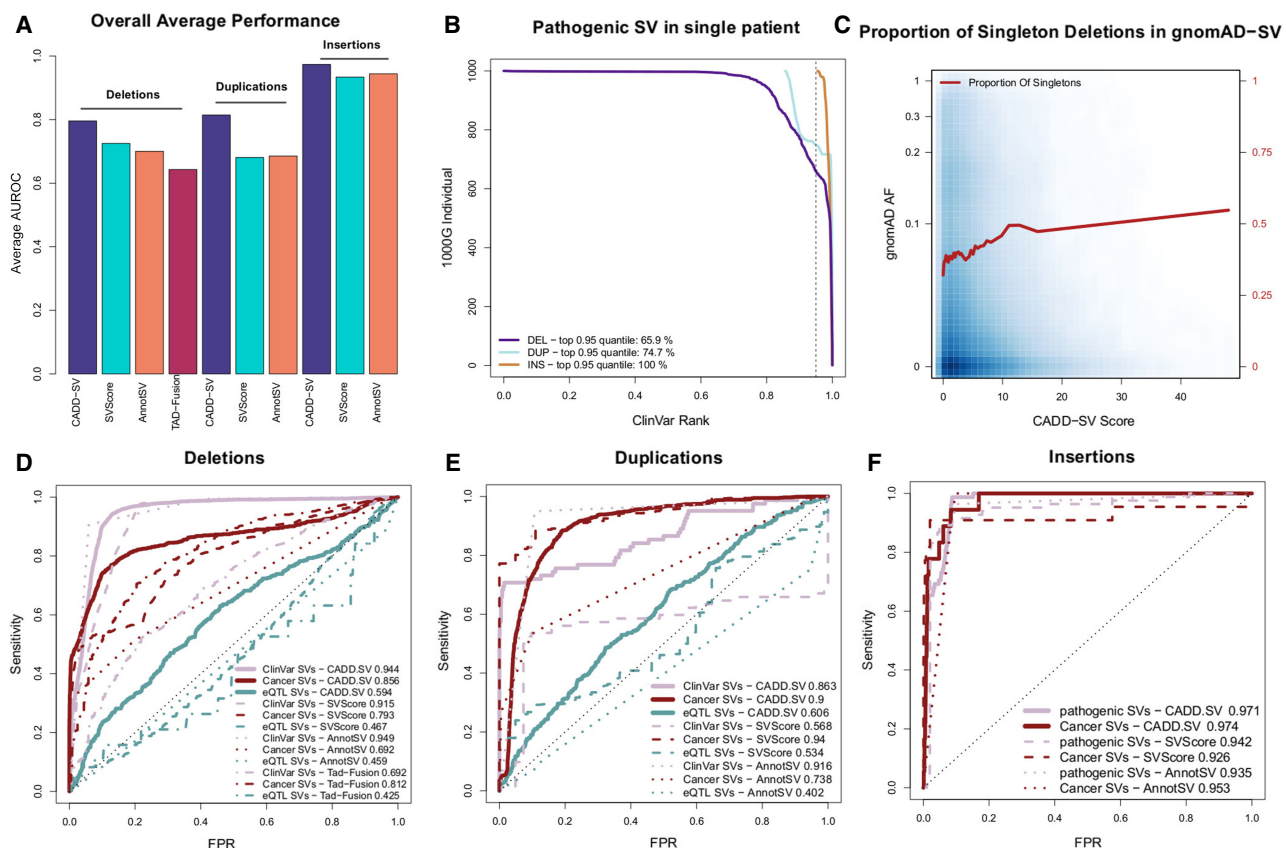 A
Overall Average Performance
Average AUROC
0.0
0.2
0.4
0.6
0.8
1.0
Deletions
Duplications
Insertions
CADD−SV
SVScore
AnnotSV
TAD−Fusion
CADD−SV
SVScore
AnnotSV
CADD−SV
SVScore
AnnotSV
B
Pathogenic SV in single patient
1000G Individual
0
200
400
600
800
1000
DEL − top 0.95 quantile: 65.9 %
DUP − top 0.95 quantile: 74.7 %
INS − top 0.95 quantile: 100 %
0.0
0.2
0.4
0.6
0.8
1.0
ClinVar Rank
C
Proportion of Singleton Deletions in gnomAD−SV
Proportion Of Singletons
gnomAD AF
1
0.3
0.2
0.1
0
1
0.75
0.5
0.25
0
0
10
20
30
40
CADD−SV Score
D
Deletions
Sensitivity
0.0
0.2
0.4
0.6
0.8
1.0
ClinVar SVs − CADD.SV 0.944
Cancer SVs − CADD.SV 0.856
eQTL SVs − CADD.SV 0.594
ClinVar SVs − SVScore 0.915
Cancer SVs − SVScore 0.793
eQTL SVs − SVScore 0.467
ClinVar SVs − AnnotSV 0.949
Cancer SVs − AnnotSV 0.692
eQTL SVs − AnnotSV 0.459
ClinVar SVs − Tad−Fusion 0.692
Cancer SVs − Tad−Fusion 0.812
eQTL SVs − Tad−Fusion 0.425
0.0
0.2
0.4
0.6
0.8
1.0
FPR
E
Duplications
Sensitivity
0.0
0.2
0.4
0.6
0.8
1.0
ClinVar SVs − CADD.SV 0.863
Cancer SVs − CADD.SV 0.9
eQTL SVs − CADD.SV 0.606
ClinVar SVs − SVScore 0.568
Cancer SVs − SVScore 0.94
eQTL SVs − SVScore 0.534
ClinVar SVs − AnnotSV 0.916
Cancer SVs − AnnotSV 0.738
eQTL SVs − AnnotSV 0.402
0.0
0.2
0.4
0.6
0.8
1.0
FPR
F
Insertions
Sensitivity
0.0
0.2
0.4
0.6
0.8
1.0
pathogenic SVs − CADD.SV 0.971
Cancer SVs − CADD.SV 0.974
pathogenic SVs − SVScore 0.942
Cancer SVs − SVScore 0.926
pathogenic SVs − AnnotSV 0.935
Cancer SVs − AnnotSV 0.953
0.0
0.2
0.4
0.6
0.8
1.0
FPR